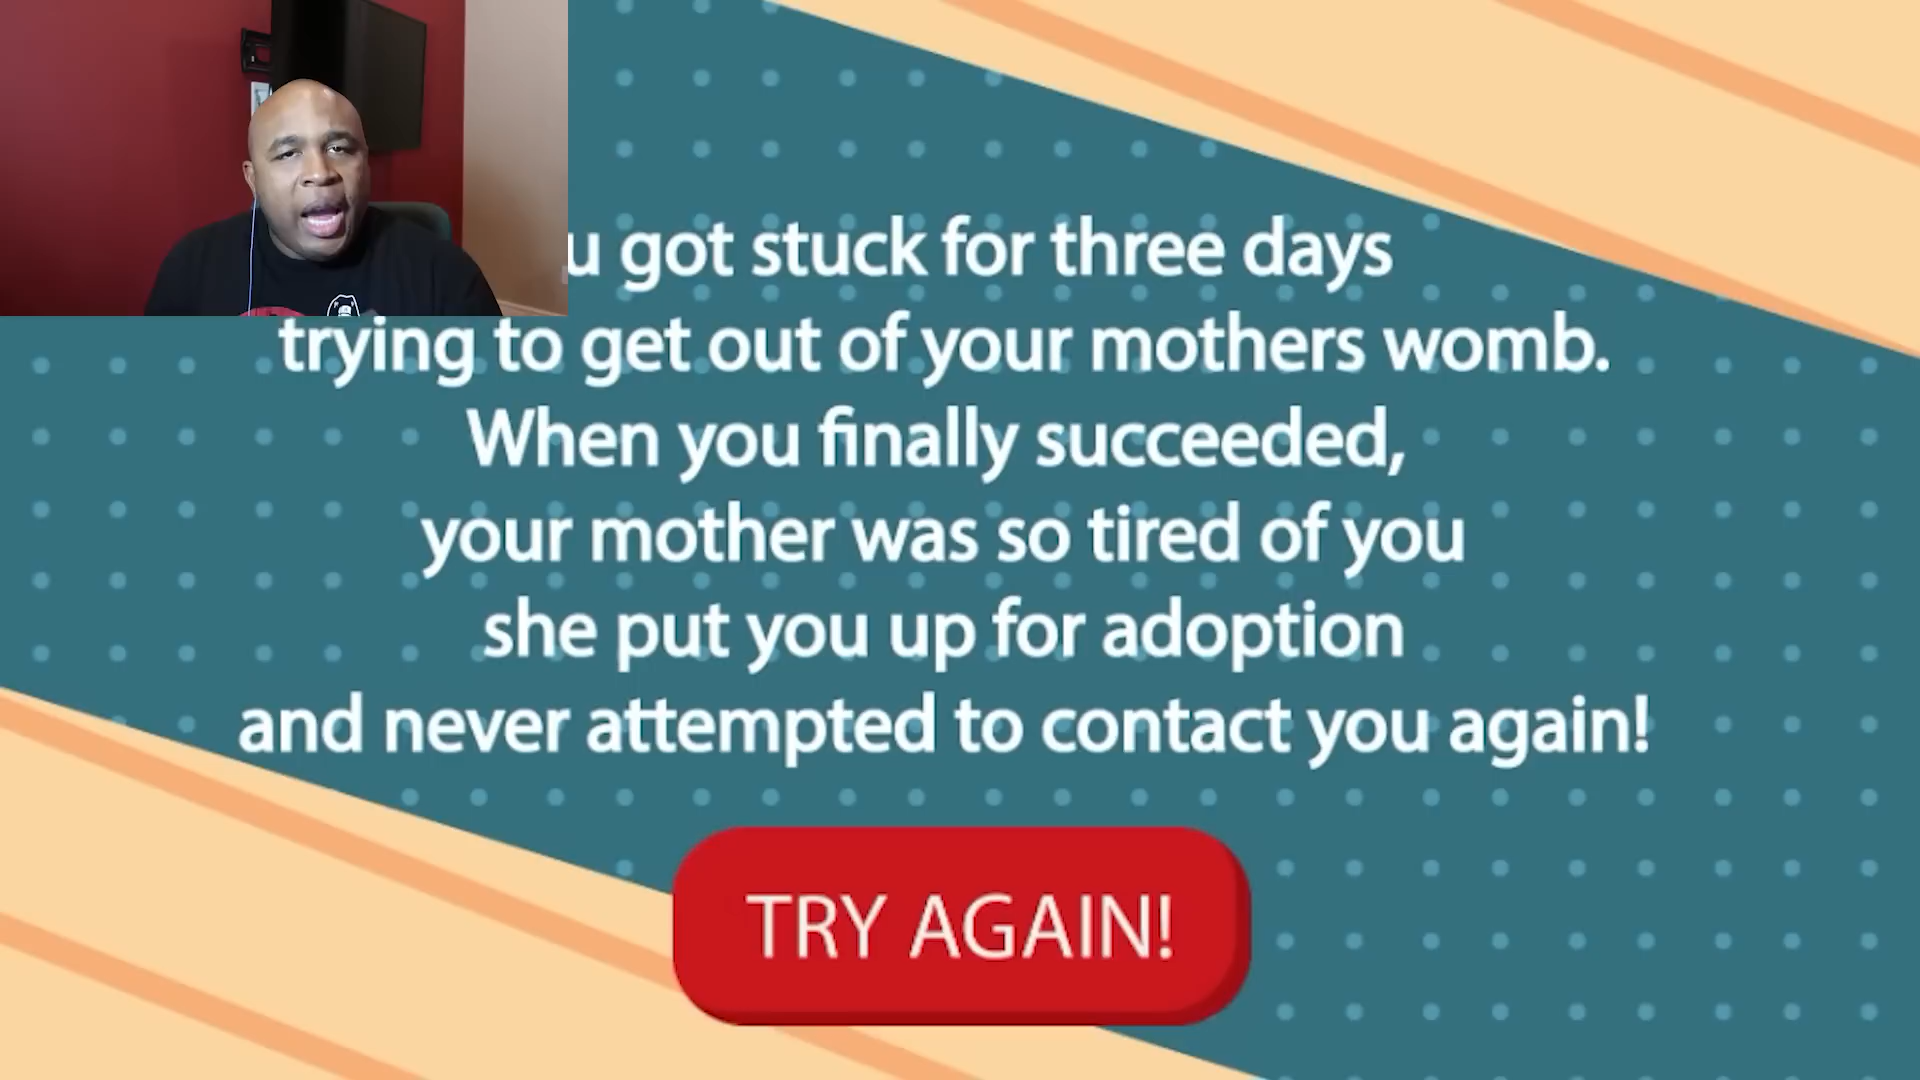 u got stuck for three days
trying to get out of your mothers womb.
When you finally succeeded,
your mother was so tired of you
she put you up for adoption
and never attempted to contact you again!
TRY AGAIN!